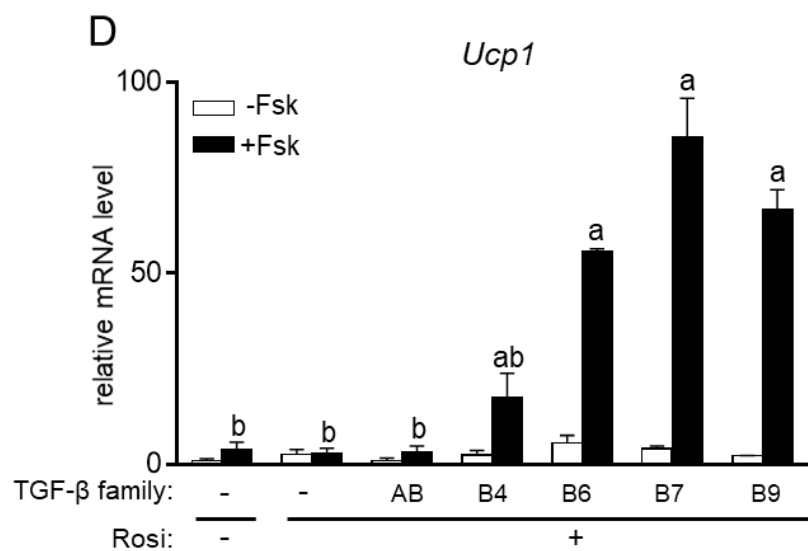 D
Ucp1
100
50
0
relative mRNA level
-Fsk
+Fsk
b b b ab a a a
TGF-β family: - - AB B4 B6 B7 B9
Rosi: - +